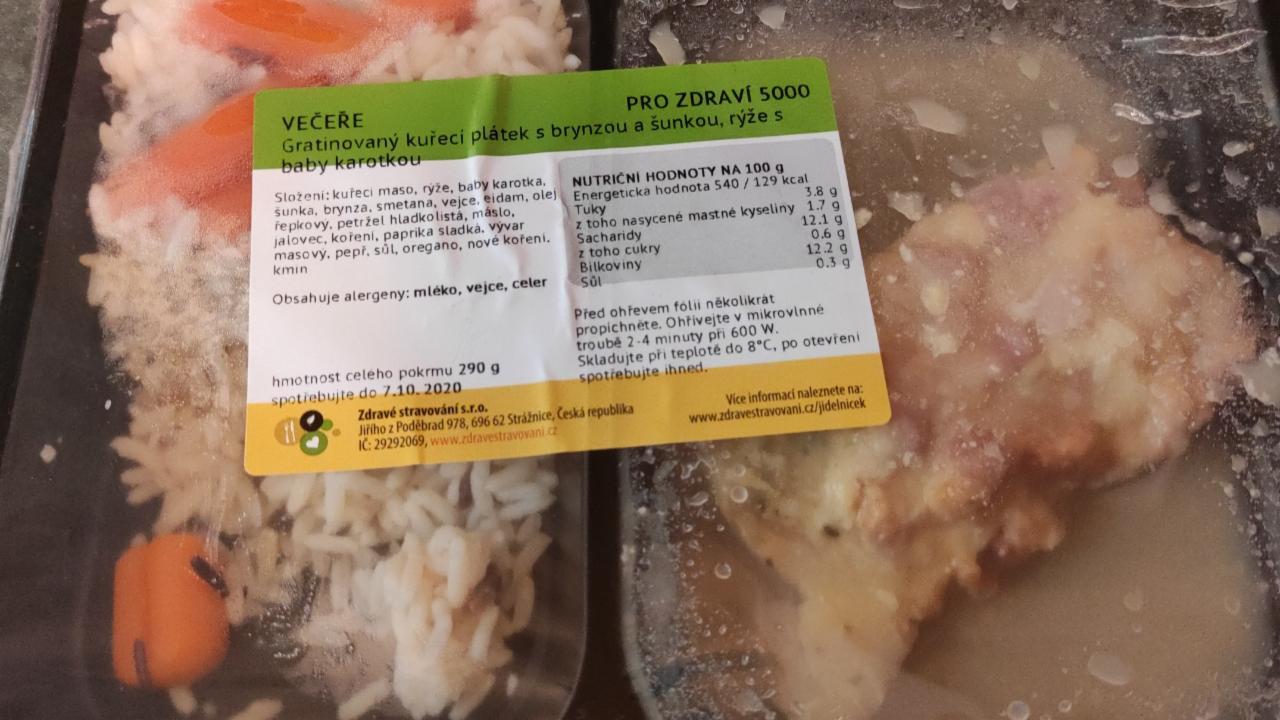 VEČEŘE
PRO ZDRAVÍ 5000
Gratinovaný kuřecí plátek s brynzou a šunkou, rýže s
baby karotkou
Složení: kuřecí maso, rýže, baby karotka,
šunka, brynza, smetana, vejce, eidam, olej
řepkový, petržel hladkolistá, máslo,
jalovec, koření, paprika sladká, vývar
masový, pepř, sůl, oregano, nové koření,
kmín
Obsahuje alergeny: mléko, vejce, celer
hmotnost celého pokrmu 290 g
spotřebujte do 7.10. 2020
NUTRIČNÍ HODNOTY NA 100 g
Energetická hodnota 540 / 129 kcal
Tuky 3.8 g
z toho nasycené mastné kyseliny 1.7 g
Sacharidy 12.1 g
z toho cukry 0.6 g
Bílkoviny 12.2 g
Sůl 0.3 g
Před ohřevem fólii několikrát
propíchněte. Ohřívejte v mikrovlnné
troubě 2-4 minuty při 600 W.
Skladujte při teplotě do 8°C, po otevření
spotřebujte ihned.
Zdravé stravování s.r.o.
Jiřího z Poděbrad 978, 696 62 Strážnice, Česká republika
IČ: 29292069, www.zdravestravovani.cz
Více informací naleznete na:
www.zdravestravovani.cz/jidelnicek